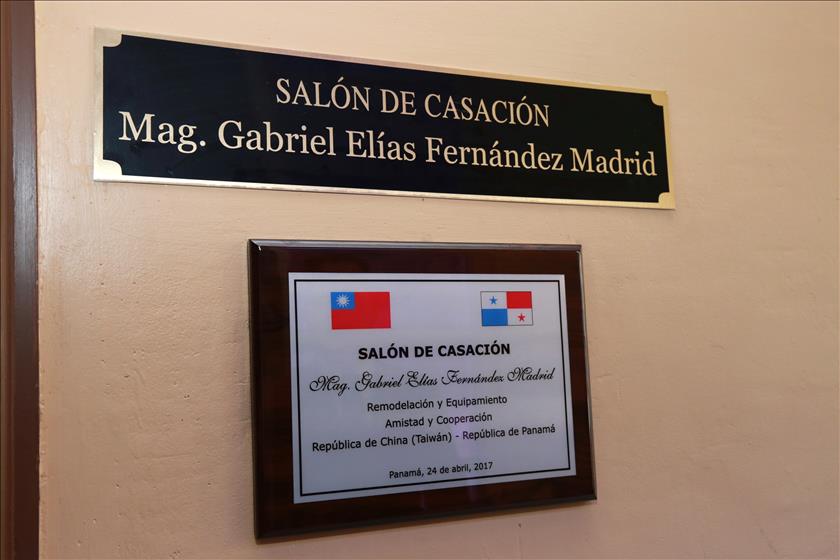 SALÓN DE CASACIÓN
Mag. Gabriel Elías Fernández Madrid
SALÓN DE CASACIÓN
Mag. Gabriel Elías Fernández Madrid
Remodelación y Equipamiento
Amistad y Cooperación
República de China (Taiwán) - República de Panamá
Panamá, 24 de abril, 2017